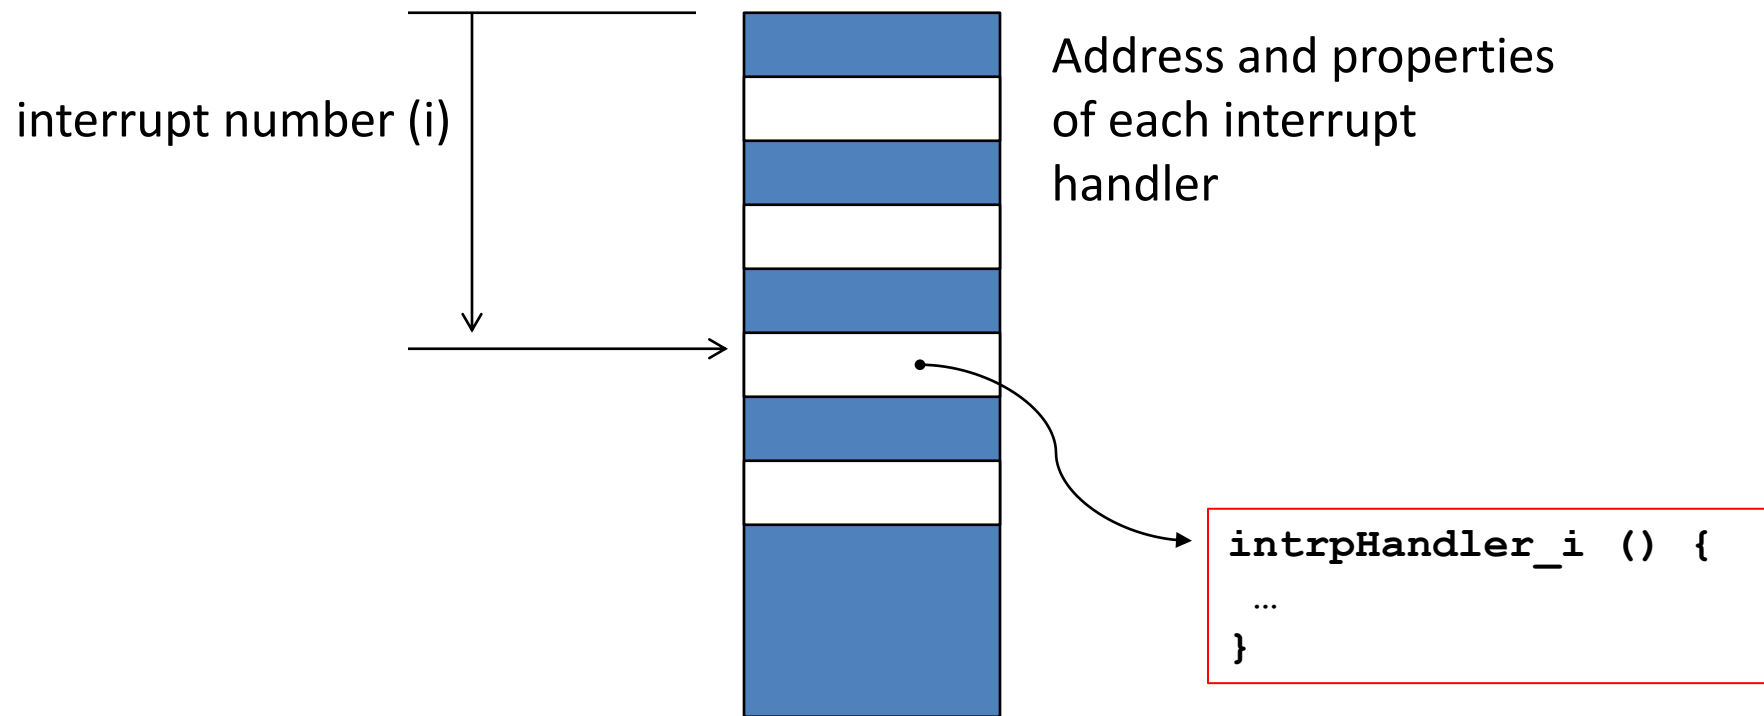 interrupt number (i)
Address and properties
of each interrupt
handler
intrpHandler_i () {
…
}